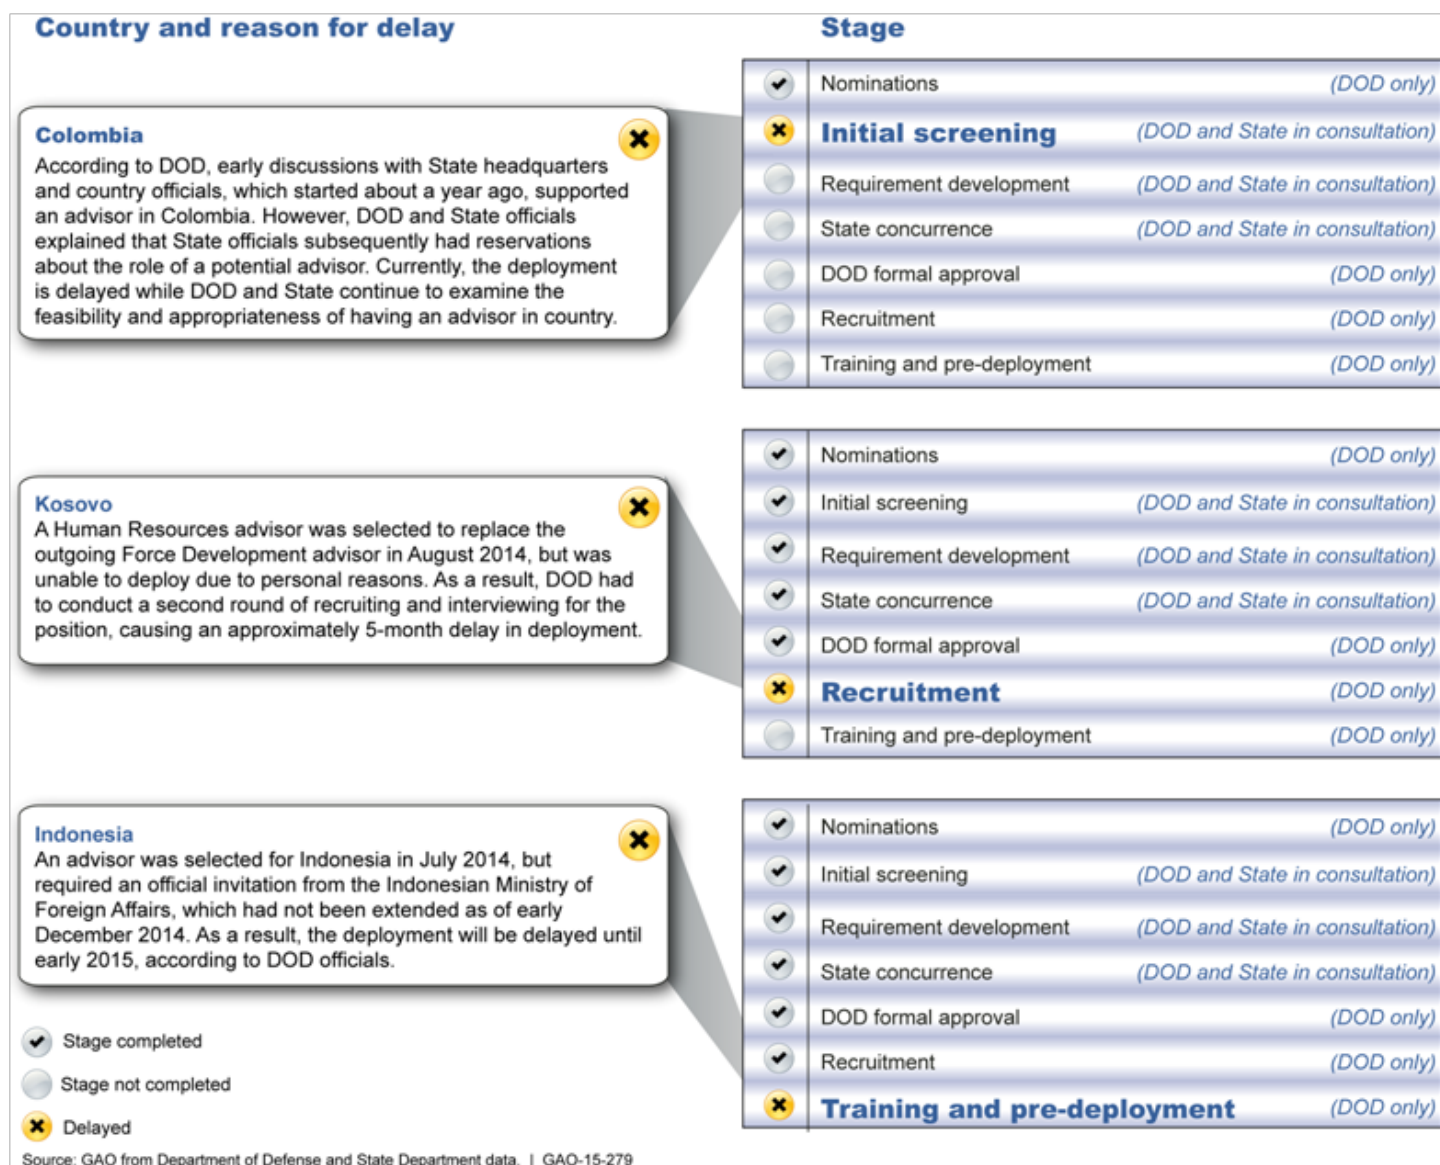 Country and reason for delay
Stage
Colombia
According to DOD, early discussions with State headquarters
and country officials, which started about a year ago, supported
an advisor in Colombia. However, DOD and State officials
explained that State officials subsequently had reservations
about the role of a potential advisor. Currently, the deployment
is delayed while DOD and State continue to examine the
feasibility and appropriateness of having an advisor in country.
Nominations (DOD only)
Initial screening (DOD and State in consultation)
Requirement development (DOD and State in consultation)
State concurrence (DOD and State in consultation)
DOD formal approval (DOD only)
Recruitment (DOD only)
Training and pre-deployment (DOD only)
Kosovo
A Human Resources advisor was selected to replace the
outgoing Force Development advisor in August 2014, but was
unable to deploy due to personal reasons. As a result, DOD had
to conduct a second round of recruiting and interviewing for the
position, causing an approximately 5-month delay in deployment.
Nominations (DOD only)
Initial screening (DOD and State in consultation)
Requirement development (DOD and State in consultation)
State concurrence (DOD and State in consultation)
DOD formal approval (DOD only)
Recruitment (DOD only)
Training and pre-deployment (DOD only)
Indonesia
An advisor was selected for Indonesia in July 2014, but
required an official invitation from the Indonesian Ministry of
Foreign Affairs, which had not been extended as of early
December 2014. As a result, the deployment will be delayed until
early 2015, according to DOD officials.
Nominations (DOD only)
Initial screening (DOD and State in consultation)
Requirement development (DOD and State in consultation)
State concurrence (DOD and State in consultation)
DOD formal approval (DOD only)
Recruitment (DOD only)
Training and pre-deployment (DOD only)
Stage completed
Stage not completed
Delayed
Source: GAO from Department of Defense and State Department data. | GAO-15-279